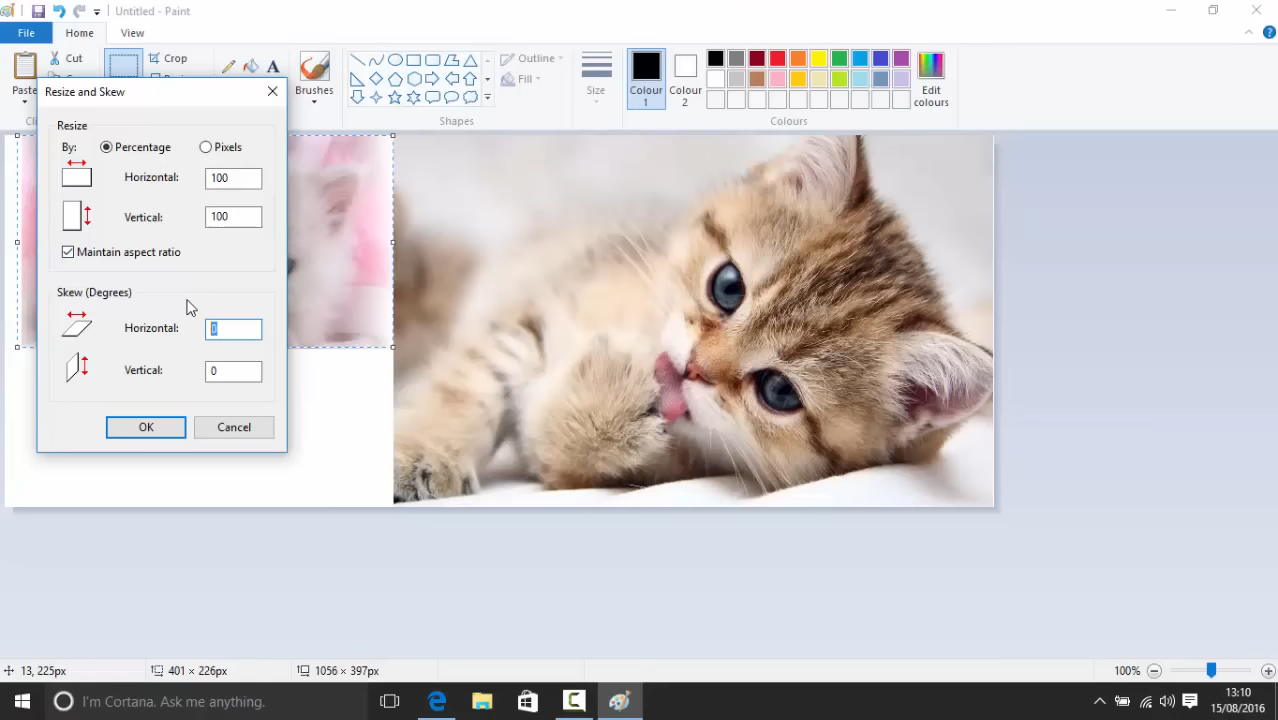 Untitled - Paint
File
Home
View
Paste
Cut
Crop
Brushes
Outline
Fill
Shapes
Size
Colour
1
Colour
2
Edit
colours
Colours
Resize and Skew
Resize
By:
Percentage
Pixels
Horizontal:
100
Vertical:
100
Maintain aspect ratio
Skew (Degrees)
Horizontal:
0
Vertical:
0
OK
Cancel
13, 225px
401 × 226px
1056 × 397px
100%
I'm Cortana. Ask me anything.
13:10
15/08/2016